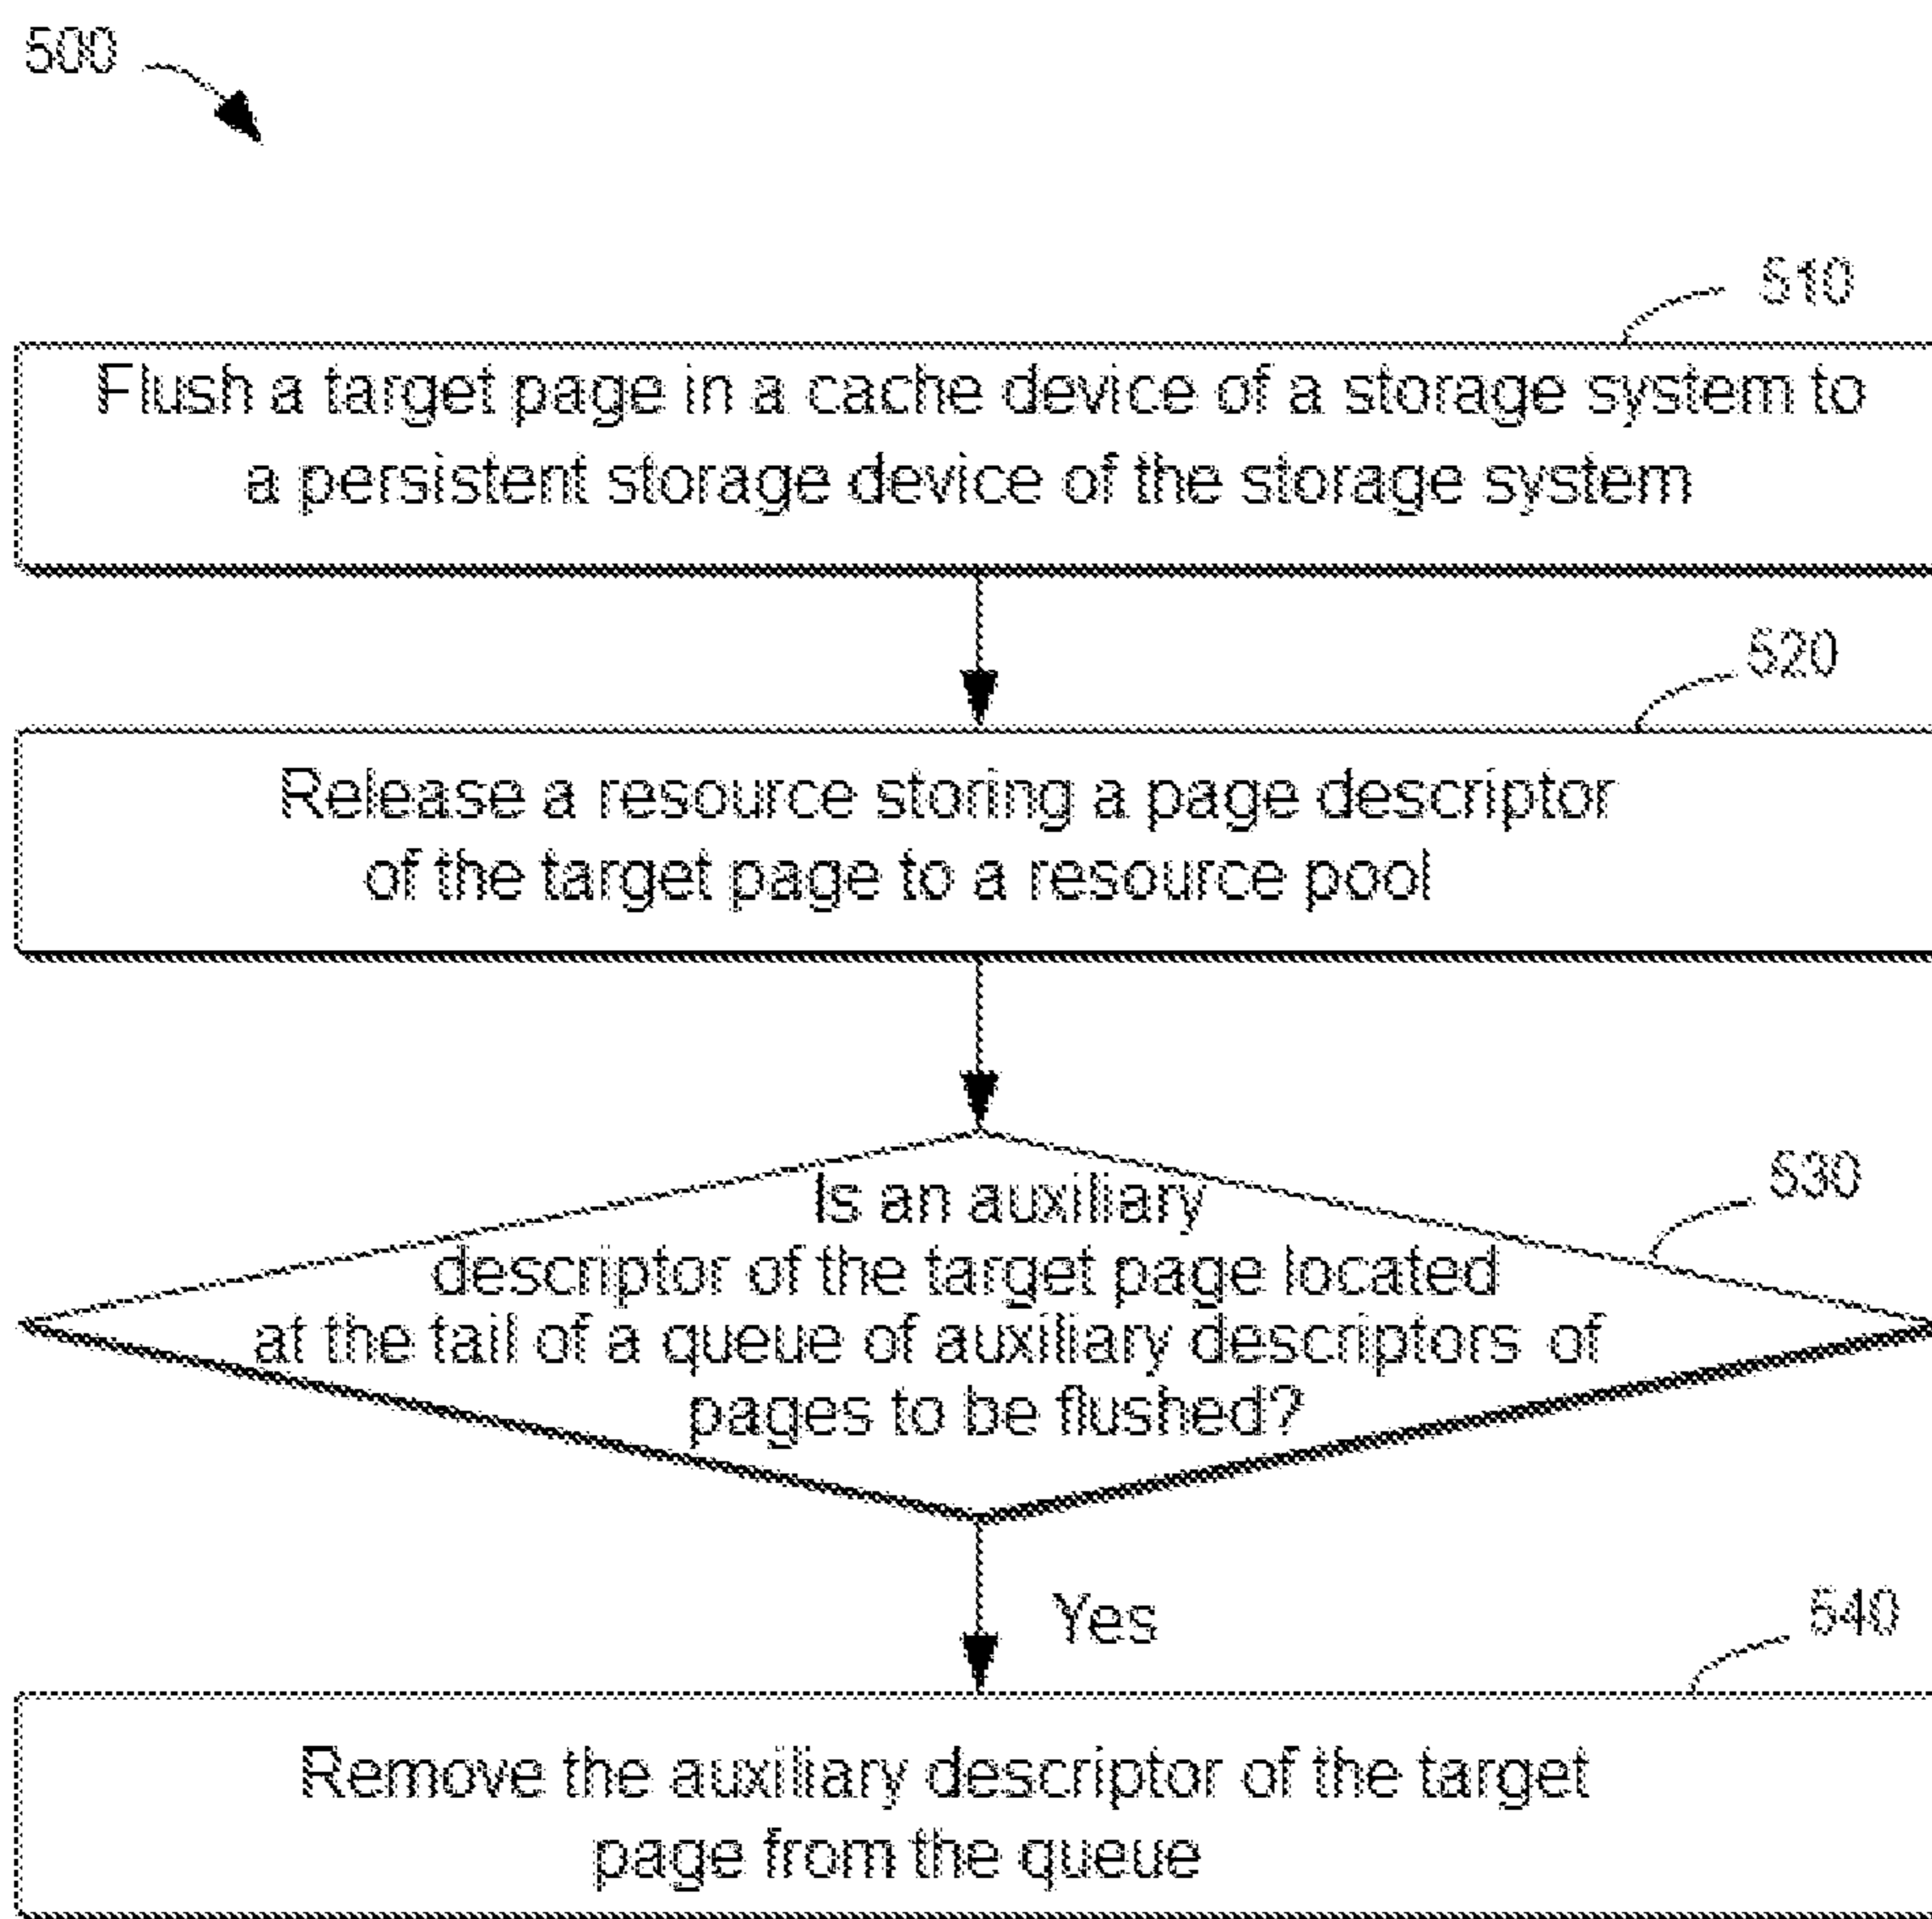 500
510
Flush a target page in a cache device of a storage system to
a persistent storage device of the storage system
520
Release a resource storing a page descriptor
of the target page to a resource pool
530
Is an auxiliary
descriptor of the target page located
at the tail of a queue of auxiliary descriptors of
pages to be flushed?
Yes
540
Remove the auxiliary descriptor of the target
page from the queue